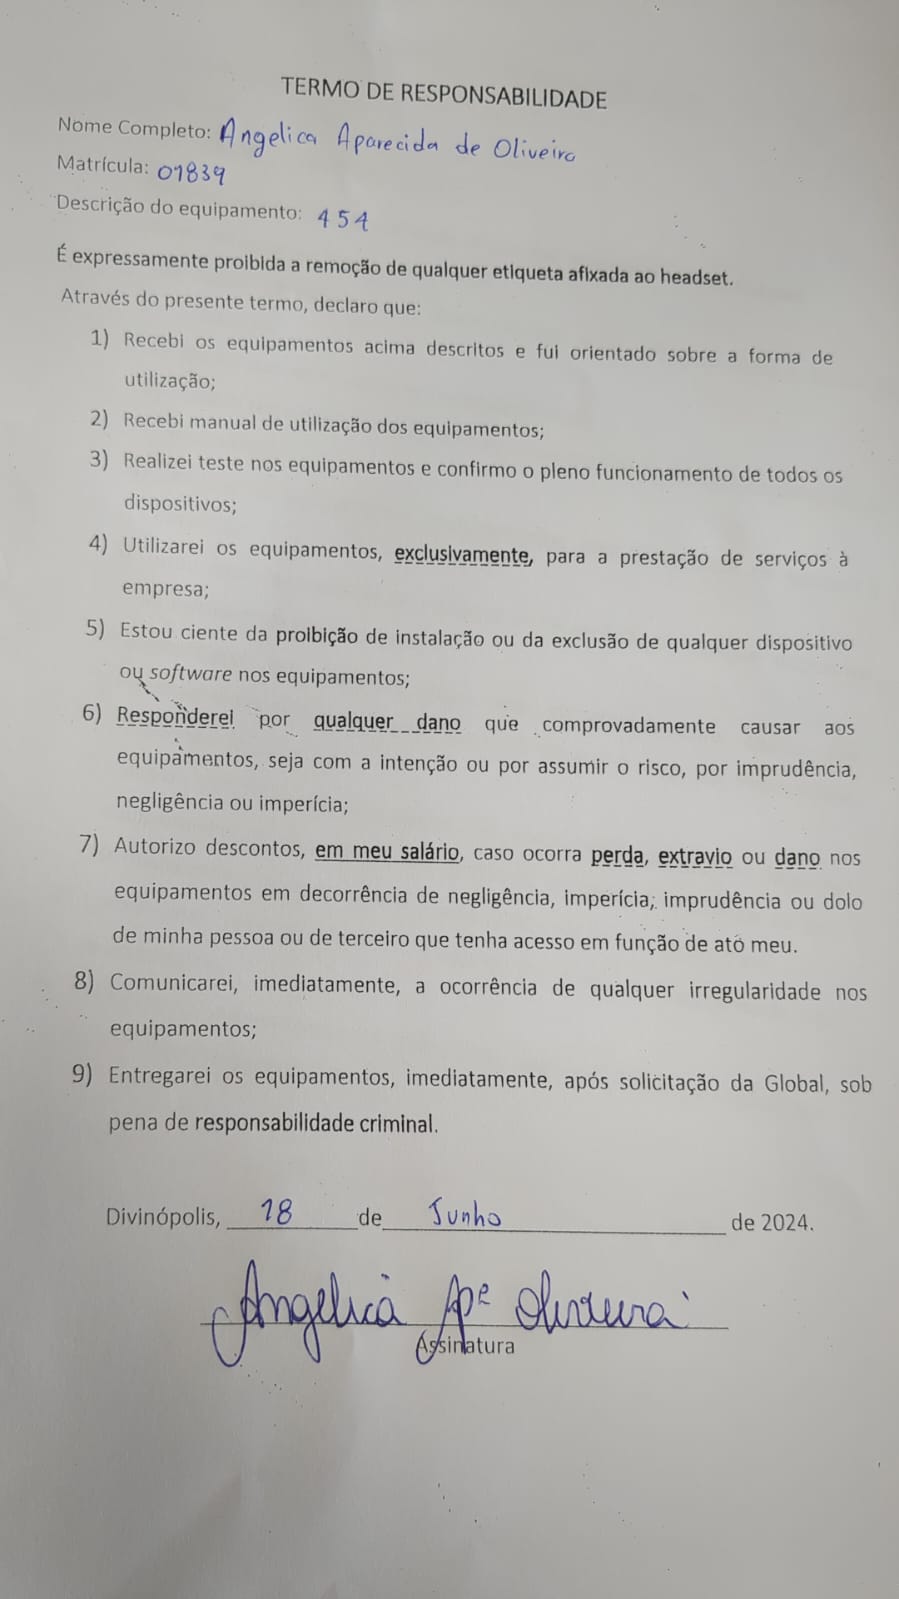 TERMO DE RESPONSABILIDADE
Nome Completo: Angelica Aparecida de Oliveira
Matrícula: 01839
Descrição do equipamento: 454
É expressamente proibida a remoção de qualquer etiqueta afixada ao headset.
Através do presente termo, declaro que:
1) Recebi os equipamentos acima descritos e fui orientado sobre a forma de
utilização;
2) Recebi manual de utilização dos equipamentos;
3) Realizei teste nos equipamentos e confirmo o pleno funcionamento de todos os
dispositivos;
4) Utilizarei os equipamentos, exclusivamente, para a prestação de serviços à
empresa;
5) Estou ciente da proibição de instalação ou da exclusão de qualquer dispositivo
ou software nos equipamentos;
6) Responderei por qualquer dano que comprovadamente causar aos
equipamentos, seja com a intenção ou por assumir o risco, por imprudência,
negligência ou imperícia;
7) Autorizo descontos, em meu salário, caso ocorra perda, extravio ou dano nos
equipamentos em decorrência de negligência, imperícia, imprudência ou dolo
de minha pessoa ou de terceiro que tenha acesso em função de ato meu.
8) Comunicarei, imediatamente, a ocorrência de qualquer irregularidade nos
equipamentos;
9) Entregarei os equipamentos, imediatamente, após solicitação da Global, sob
pena de responsabilidade criminal.
Divinópolis, 18 de Junho de 2024.
Angelica Apª Oliveira
Assinatura